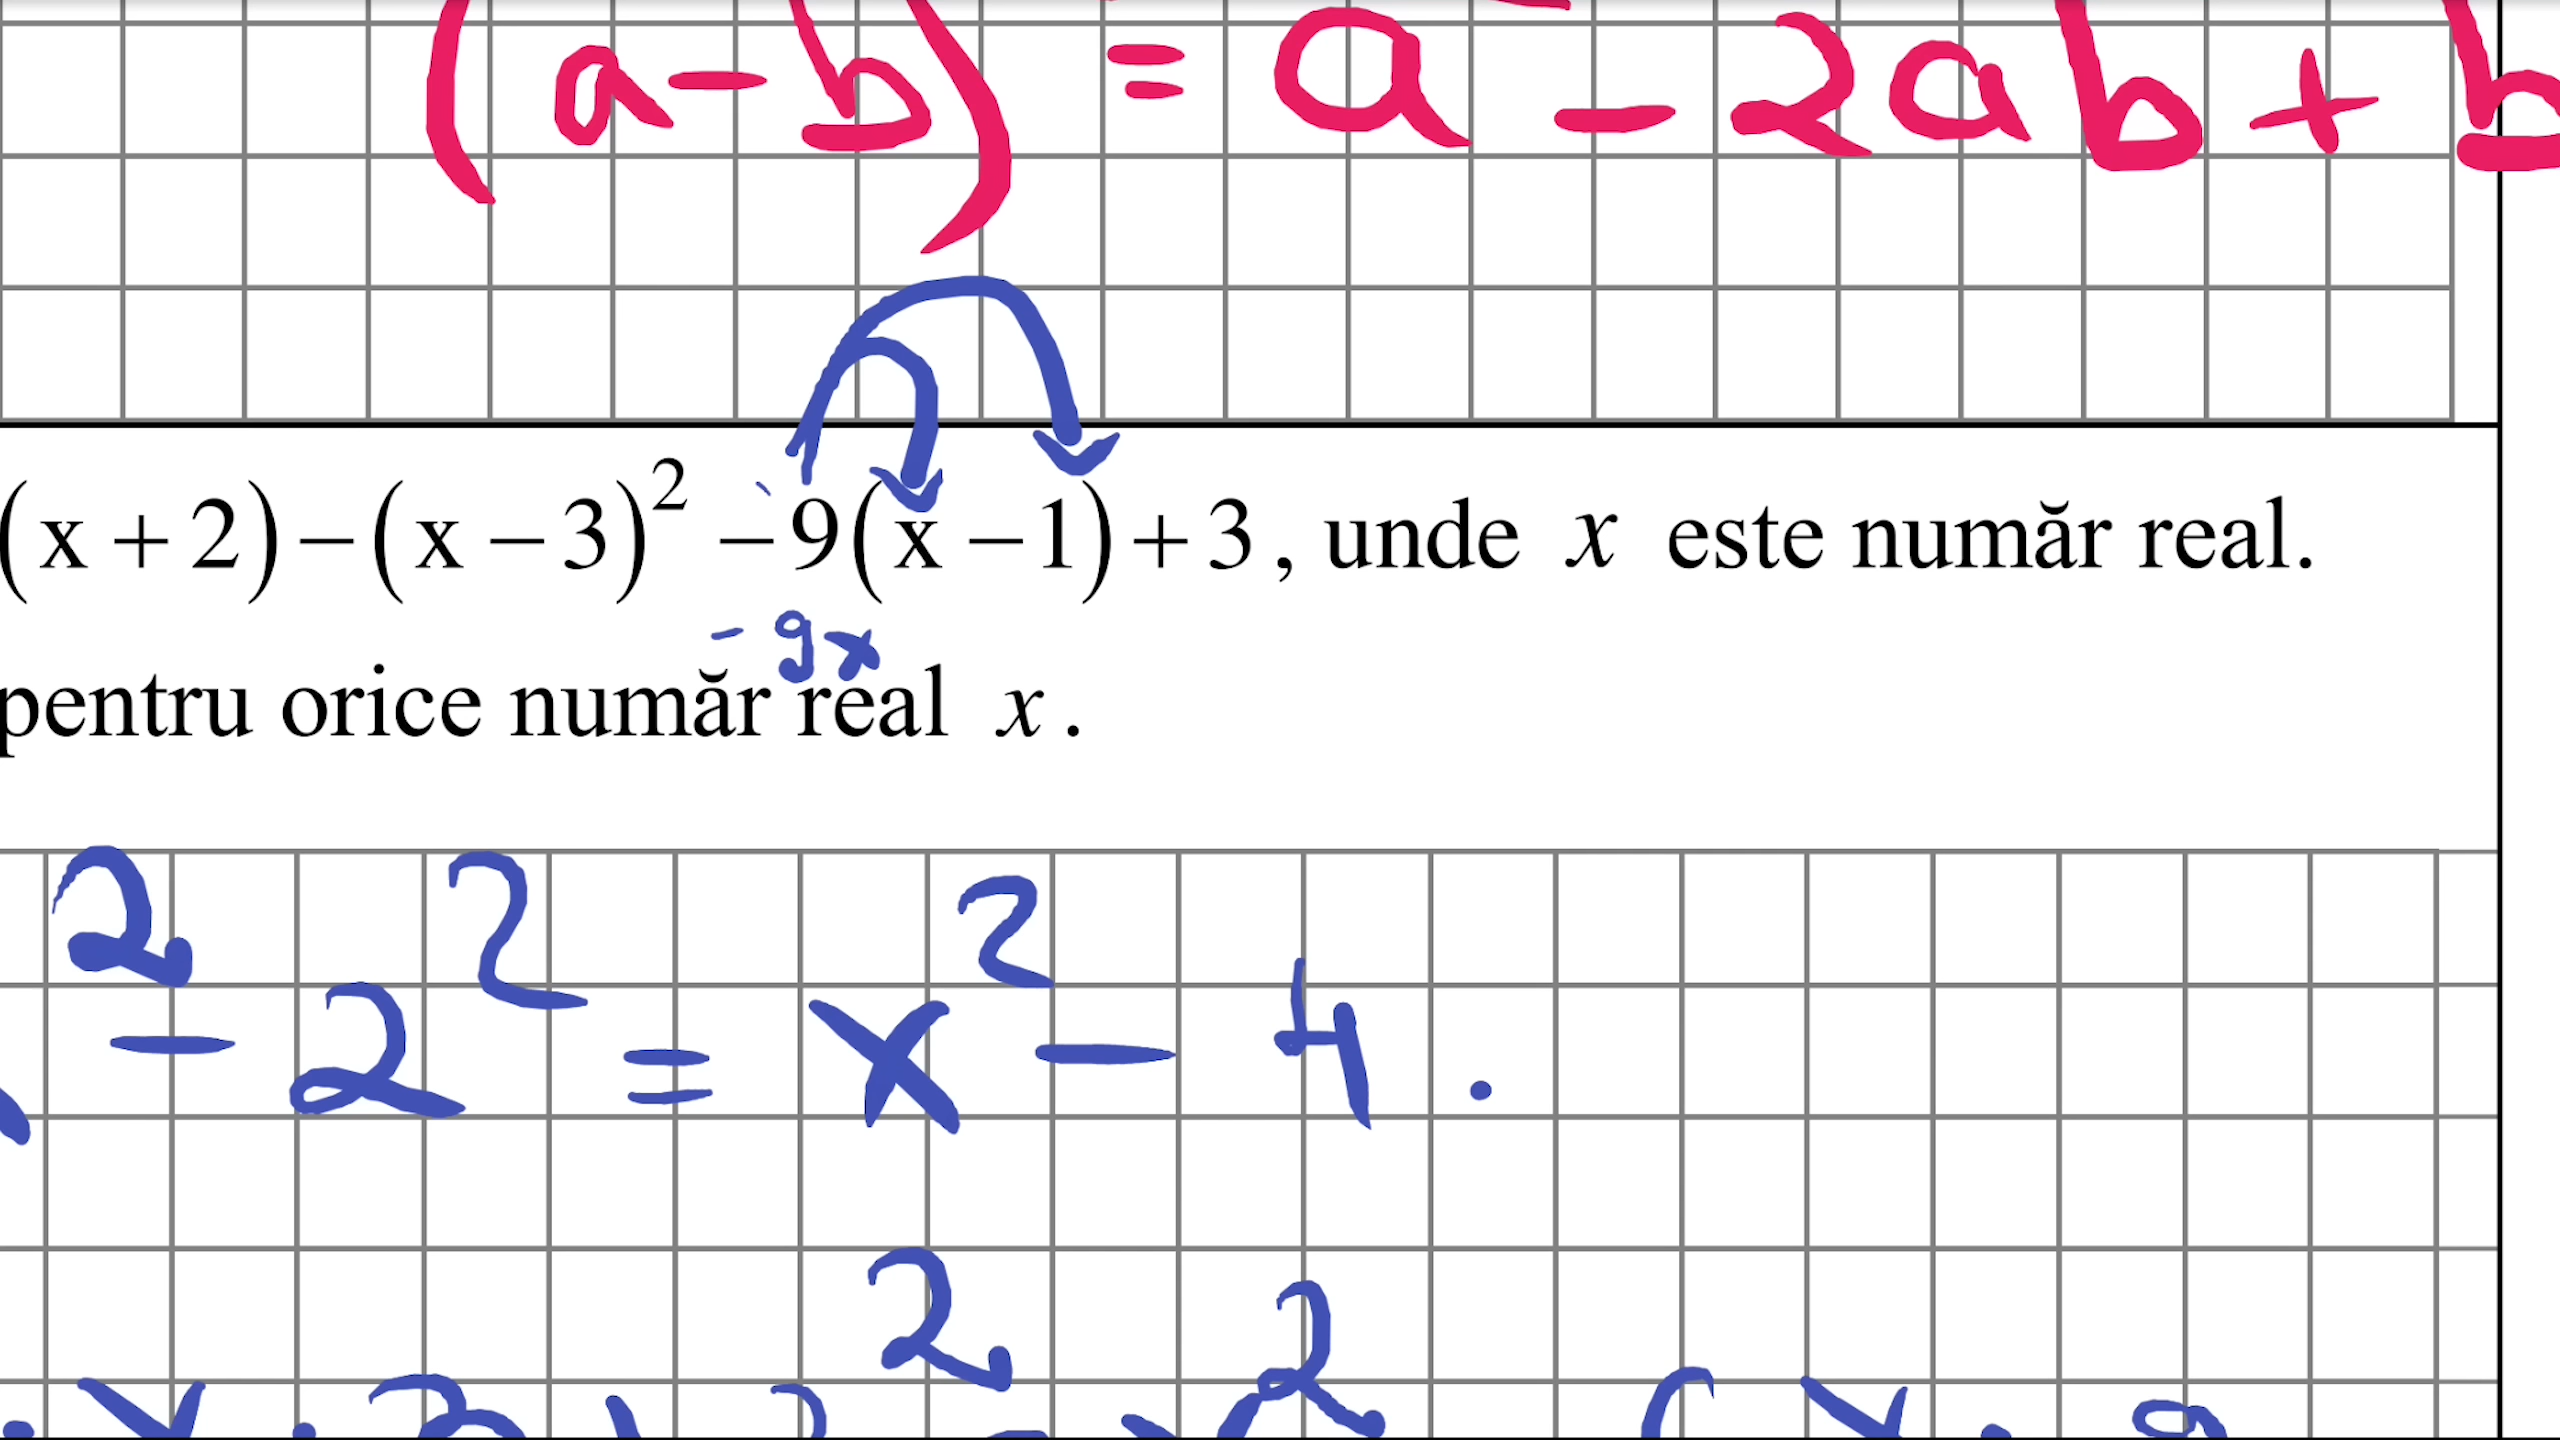 (a-b) = a - 2ab + b
(x + 2) − (x − 3)² − 9(x − 1) + 3, unde x este număr real.
- 9x
pentru orice număr real x.
² - 2² = x² - 4.